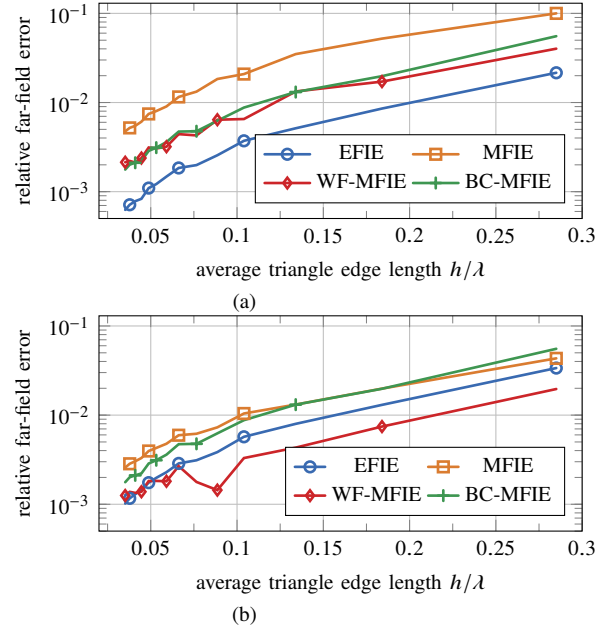 10⁻¹
10⁻²
10⁻³
relative far-field error
EFIE
MFIE
WF-MFIE
BC-MFIE
0.05
0.1
0.15
0.2
0.25
0.3
average triangle edge length h/λ
(a)
10⁻¹
10⁻²
10⁻³
relative far-field error
EFIE
MFIE
WF-MFIE
BC-MFIE
0.05
0.1
0.15
0.2
0.25
0.3
average triangle edge length h/λ
(b)